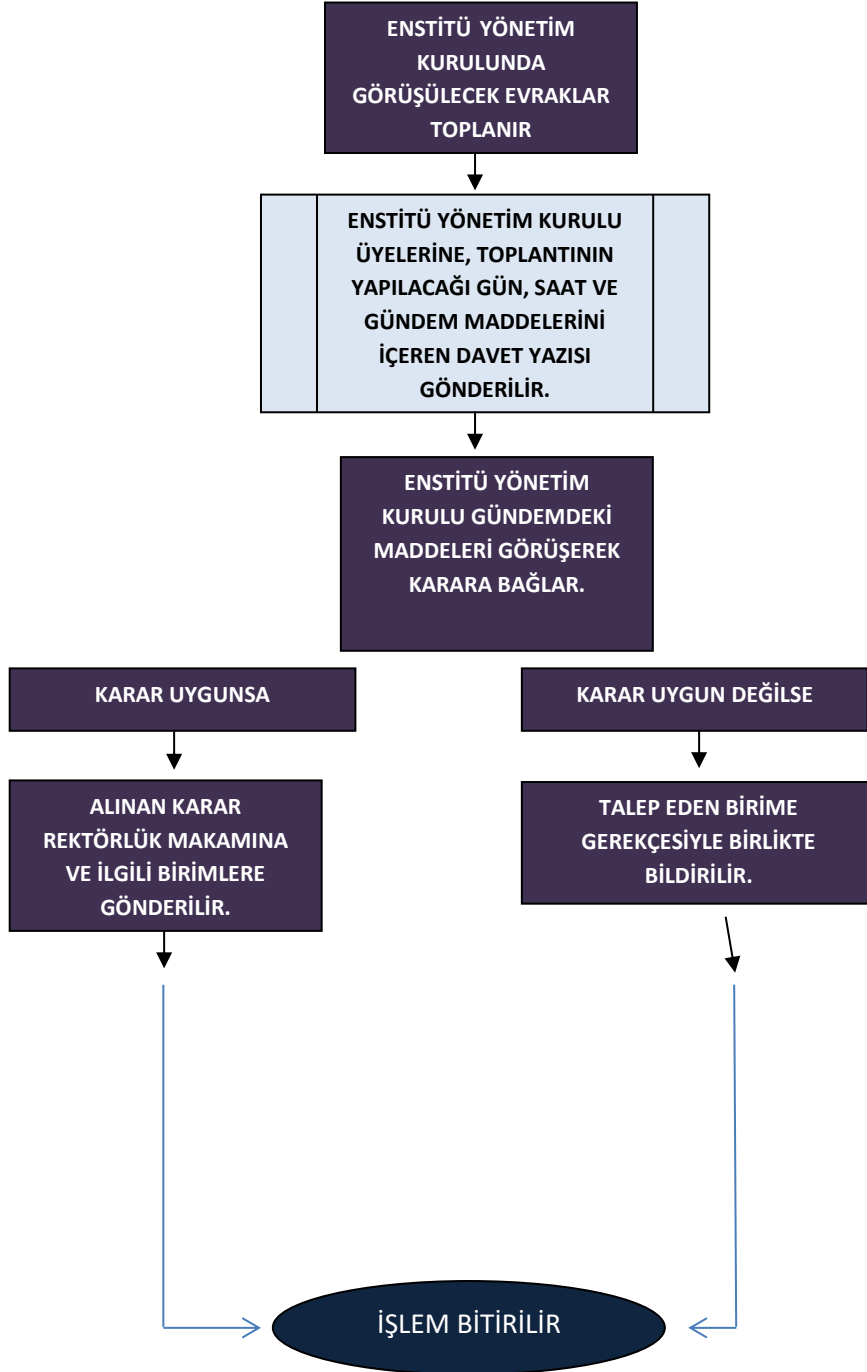 ENSTİTÜ YÖNETİM
KURULUNDA
GÖRÜŞÜLECEK EVRAKLAR
TOPLANIR
ENSTİTÜ YÖNETİM KURULU
ÜYELERİNE, TOPLANTININ
YAPILACAĞI GÜN, SAAT VE
GÜNDEM MADDELERİNİ
İÇEREN DAVET YAZISI
GÖNDERİLİR.
ENSTİTÜ YÖNETİM
KURULU GÜNDEMDEKİ
MADDELERİ GÖRÜŞEREK
KARARA BAĞLAR.
KARAR UYGUNSA
KARAR UYGUN DEĞİLSE
ALINAN KARAR
REKTÖRLÜK MAKAMINA
VE İLGİLİ BİRİMLERE
GÖNDERİLİR.
TALEP EDEN BİRİME
GEREKÇESİYLE BİRLİKTE
BİLDİRİLİR.
İŞLEM BİTİRİLİR